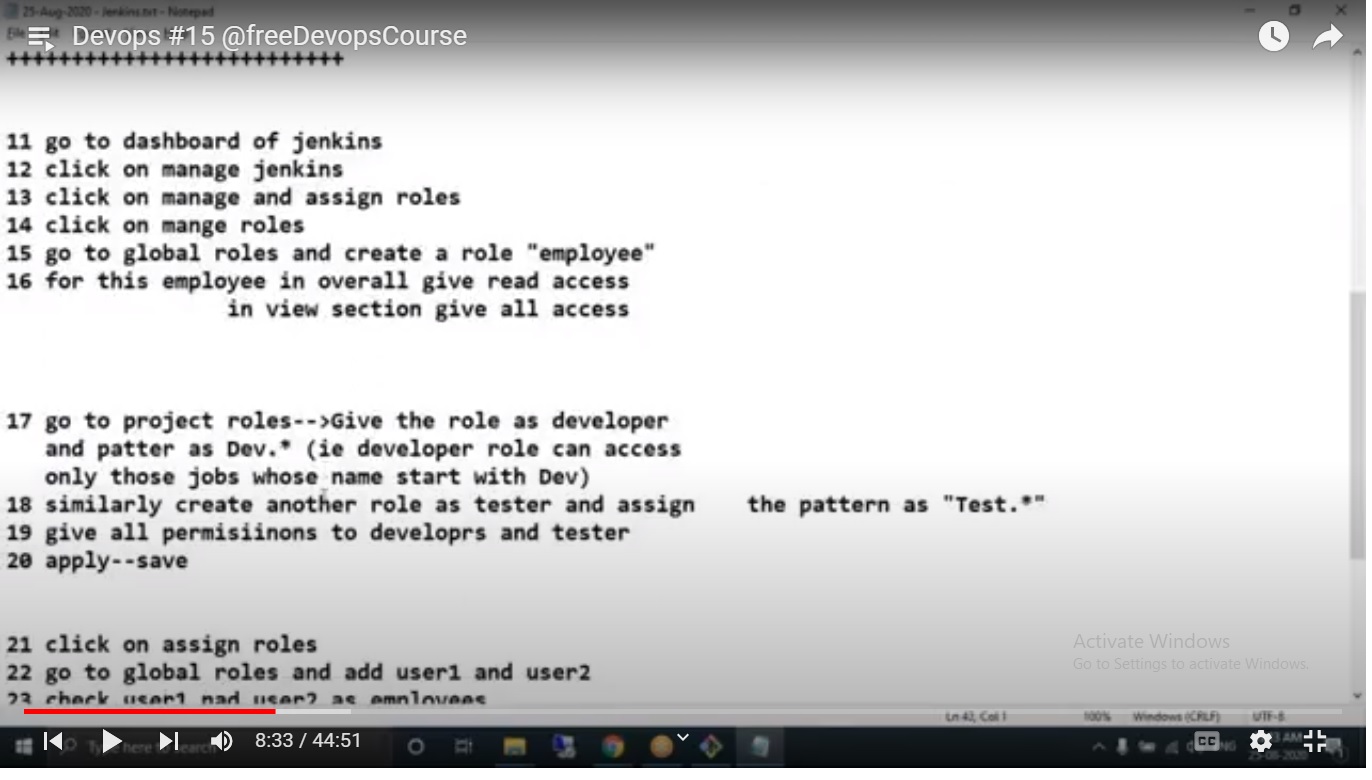 25-Aug-2020 - Jenkins.txt - Notepad
Devops #15 @freeDevopsCourse
++++++++++++++++++++++++++
11 go to dashboard of jenkins
12 click on manage jenkins
13 click on manage and assign roles
14 click on mange roles
15 go to global roles and create a role "employee"
16 for this employee in overall give read access
in view section give all access
17 go to project roles-->Give the role as developer
and patter as Dev.* (ie developer role can access
only those jobs whose name start with Dev)
18 similarly create another role as tester and assign    the pattern as "Test.*"
19 give all permisiinons to developrs and tester
20 apply--save
21 click on assign roles
22 go to global roles and add user1 and user2
23 check user1 nad user2 as employees
Activate Windows
Go to Settings to activate Windows.
Ln 43, Col 1 100% Windows (CRLF) UTF-8
8:33 / 44:51
Type here to search
CC